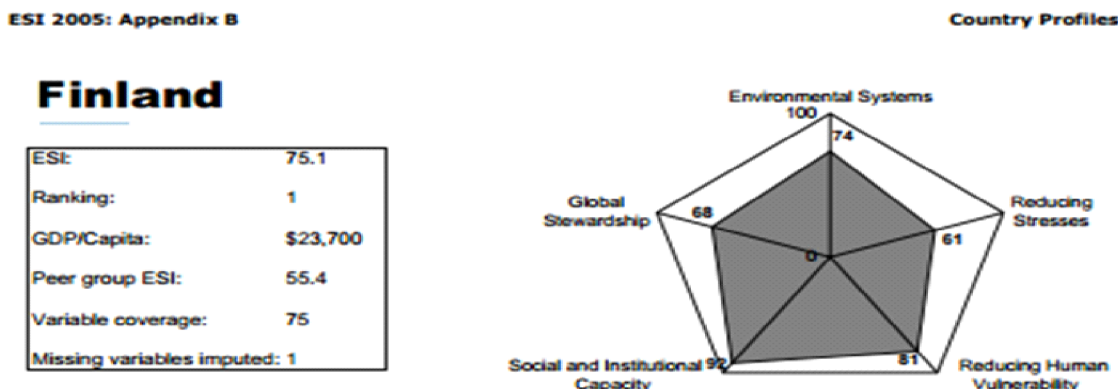 ESI 2005: Appendix B
Country Profiles
Finland
ESI: 75.1
Ranking: 1
GDP/Capita: $23,700
Peer group ESI: 55.4
Variable coverage: 75
Missing variables imputed: 1
Environmental Systems
100
74
Global
Stewardship
68
Reducing
Stresses
61
0
Social and Institutional
Capacity
92
81
Reducing Human
Vulnerability